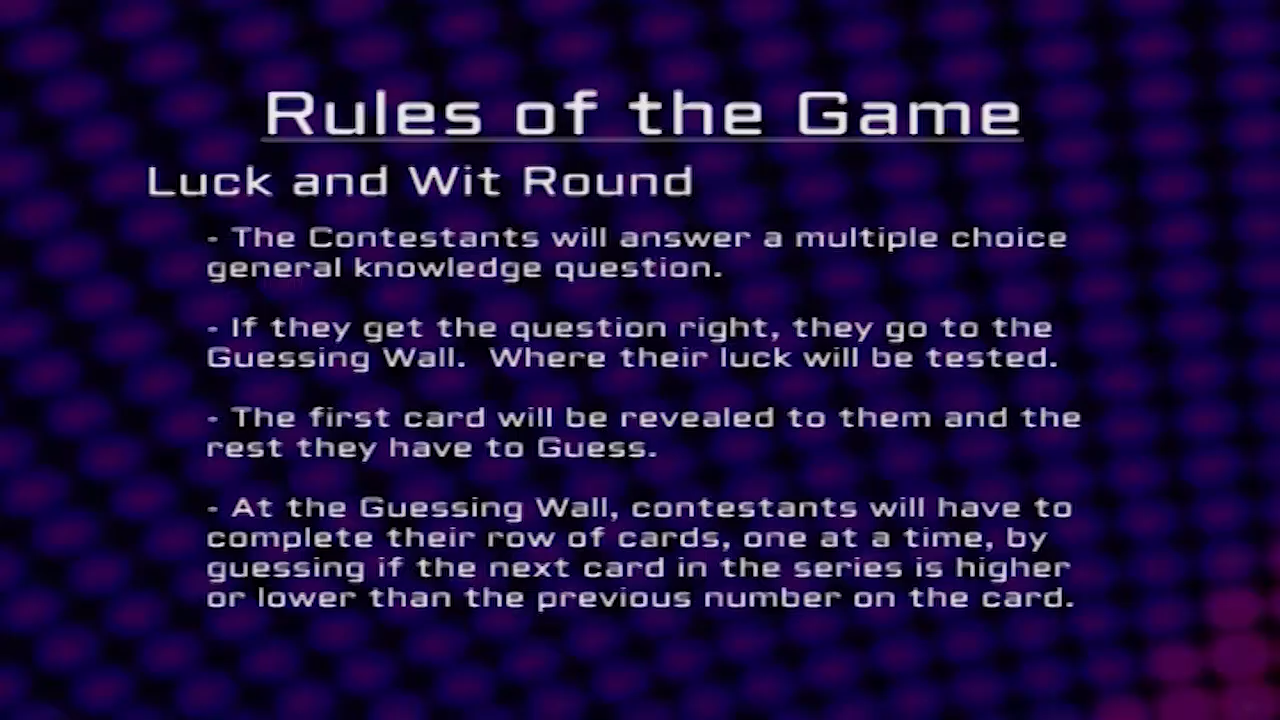 Rules of the Game
Luck and Wit Round
- The Contestants will answer a multiple choice
general knowledge question.
- If they get the question right, they go to the
Guessing Wall.  Where their luck will be tested.
- The first card will be revealed to them and the
rest they have to Guess.
- At the Guessing Wall, contestants will have to
complete their row of cards, one at a time, by
guessing if the next card in the series is higher
or lower than the previous number on the card.